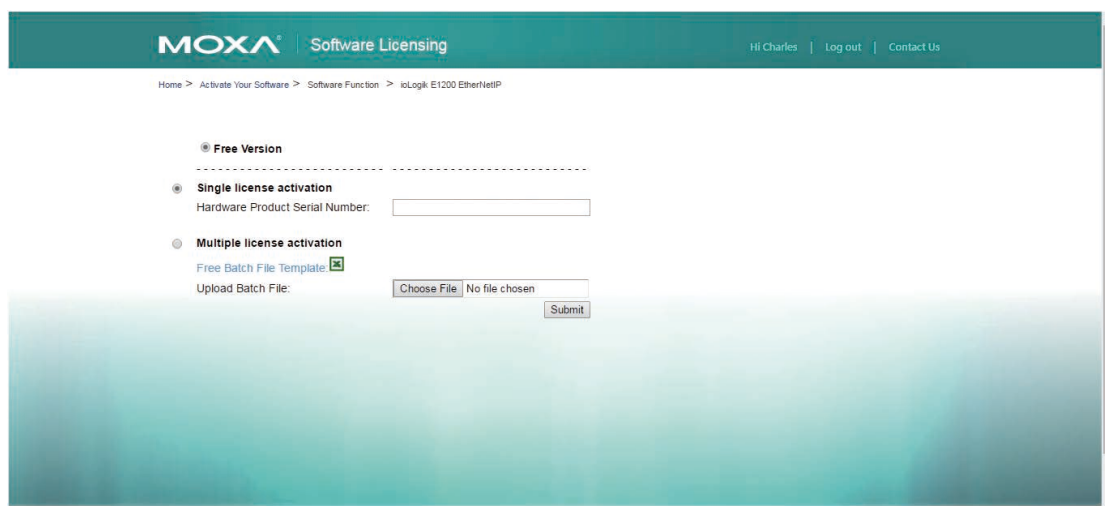 MOXA Software Licensing
Hi Charles | Log out | Contact Us
Home > Activate Your Software > Software Function > ioLogik E1200 EtherNetIP
Free Version
Single license activation
Hardware Product Serial Number:
Multiple license activation
Free Batch File Template:
Upload Batch File: Choose File No file chosen
Submit